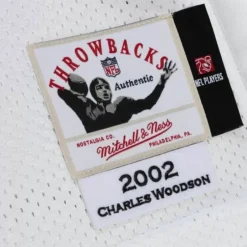 THROWBACKS
NFL
Authentic
NOSTALGIA CO.
Mitchell & Ness
PHILADELPHIA, PA.
NFL PLAYERS
2002
CHARLES WOODSON